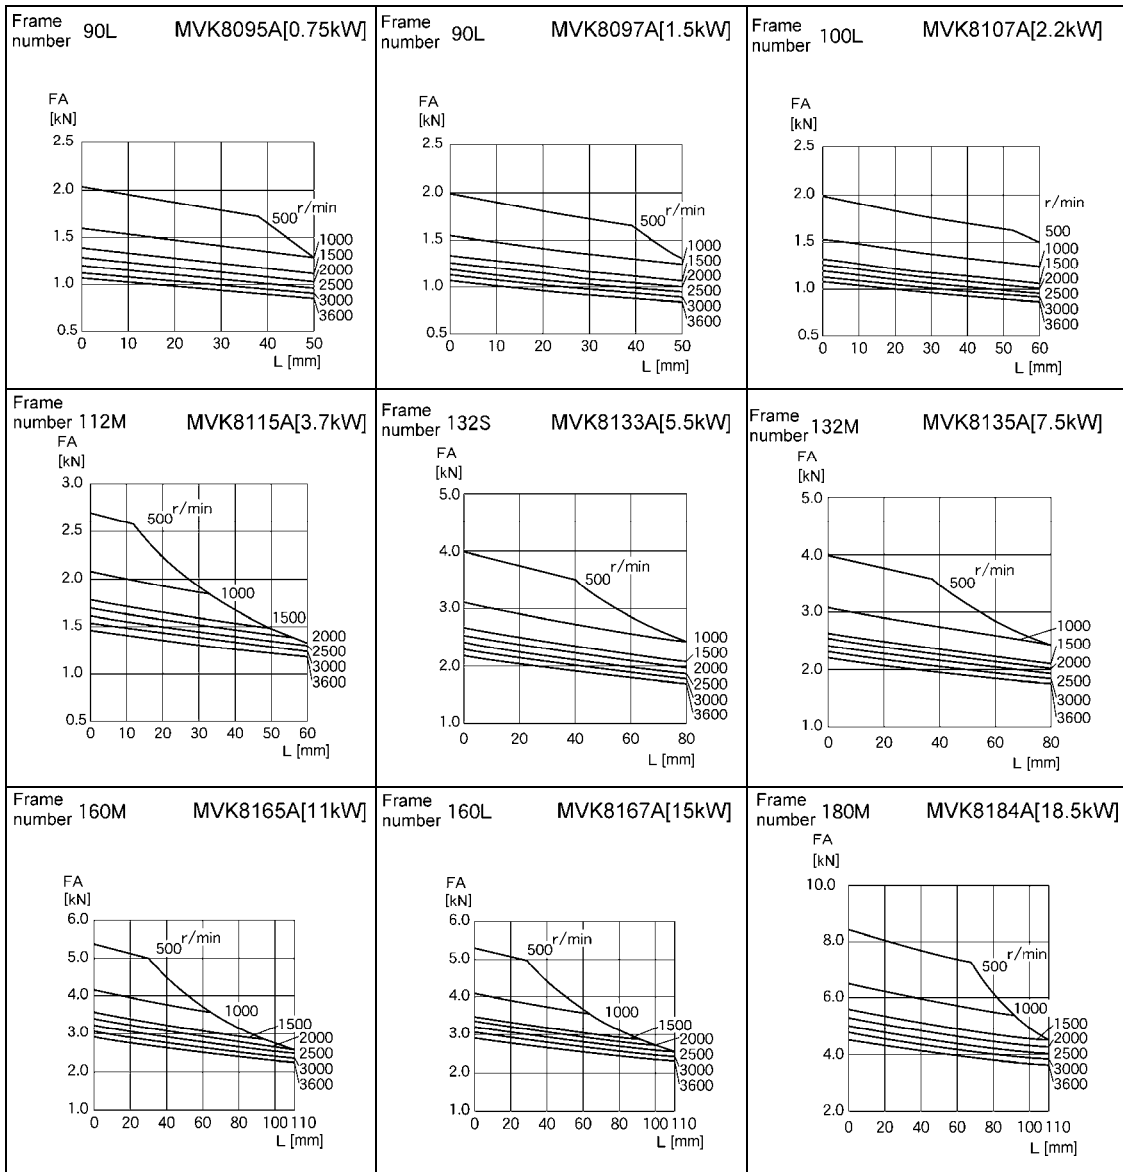 Frame
number 90L MVK8095A[0.75kW]
FA
[kN]
2.5
2.0
1.5
1.0
0.5
r/min
500
1000
1500
2000
2500
3000
3600
0 10 20 30 40 50
L [mm]
Frame
number 90L MVK8097A[1.5kW]
FA
[kN]
2.5
2.0
1.5
1.0
0.5
r/min
500
1000
1500
2000
2500
3000
3600
0 10 20 30 40 50
L [mm]
Frame
number 100L MVK8107A[2.2kW]
FA
[kN]
2.5
2.0
1.5
1.0
0.5
r/min
500
1000
1500
2000
2500
3000
3600
0 10 20 30 40 50 60
L [mm]
Frame
number 112M MVK8115A[3.7kW]
FA
[kN]
3.0
2.5
2.0
1.5
1.0
0.5
r/min
500
1000
1500
2000
2500
3000
3600
0 10 20 30 40 50 60
L [mm]
Frame
number 132S MVK8133A[5.5kW]
FA
[kN]
5.0
4.0
3.0
2.0
1.0
r/min
500
1000
1500
2000
2500
3000
3600
0 20 40 60 80
L [mm]
Frame
number 132M MVK8135A[7.5kW]
FA
[kN]
5.0
4.0
3.0
2.0
1.0
r/min
500
1000
1500
2000
2500
3000
3600
0 20 40 60 80
L [mm]
Frame
number 160M MVK8165A[11kW]
FA
[kN]
6.0
5.0
4.0
3.0
2.0
1.0
r/min
500
1000
1500
2000
2500
3000
3600
0 20 40 60 80 100 110
L [mm]
Frame
number 160L MVK8167A[15kW]
FA
[kN]
6.0
5.0
4.0
3.0
2.0
1.0
r/min
500
1000
1500
2000
2500
3000
3600
0 20 40 60 80 100 110
L [mm]
Frame
number 180M MVK8184A[18.5kW]
FA
[kN]
10.0
8.0
6.0
4.0
2.0
r/min
500
1000
1500
2000
2500
3000
3600
0 20 40 60 80 100 110
L [mm]